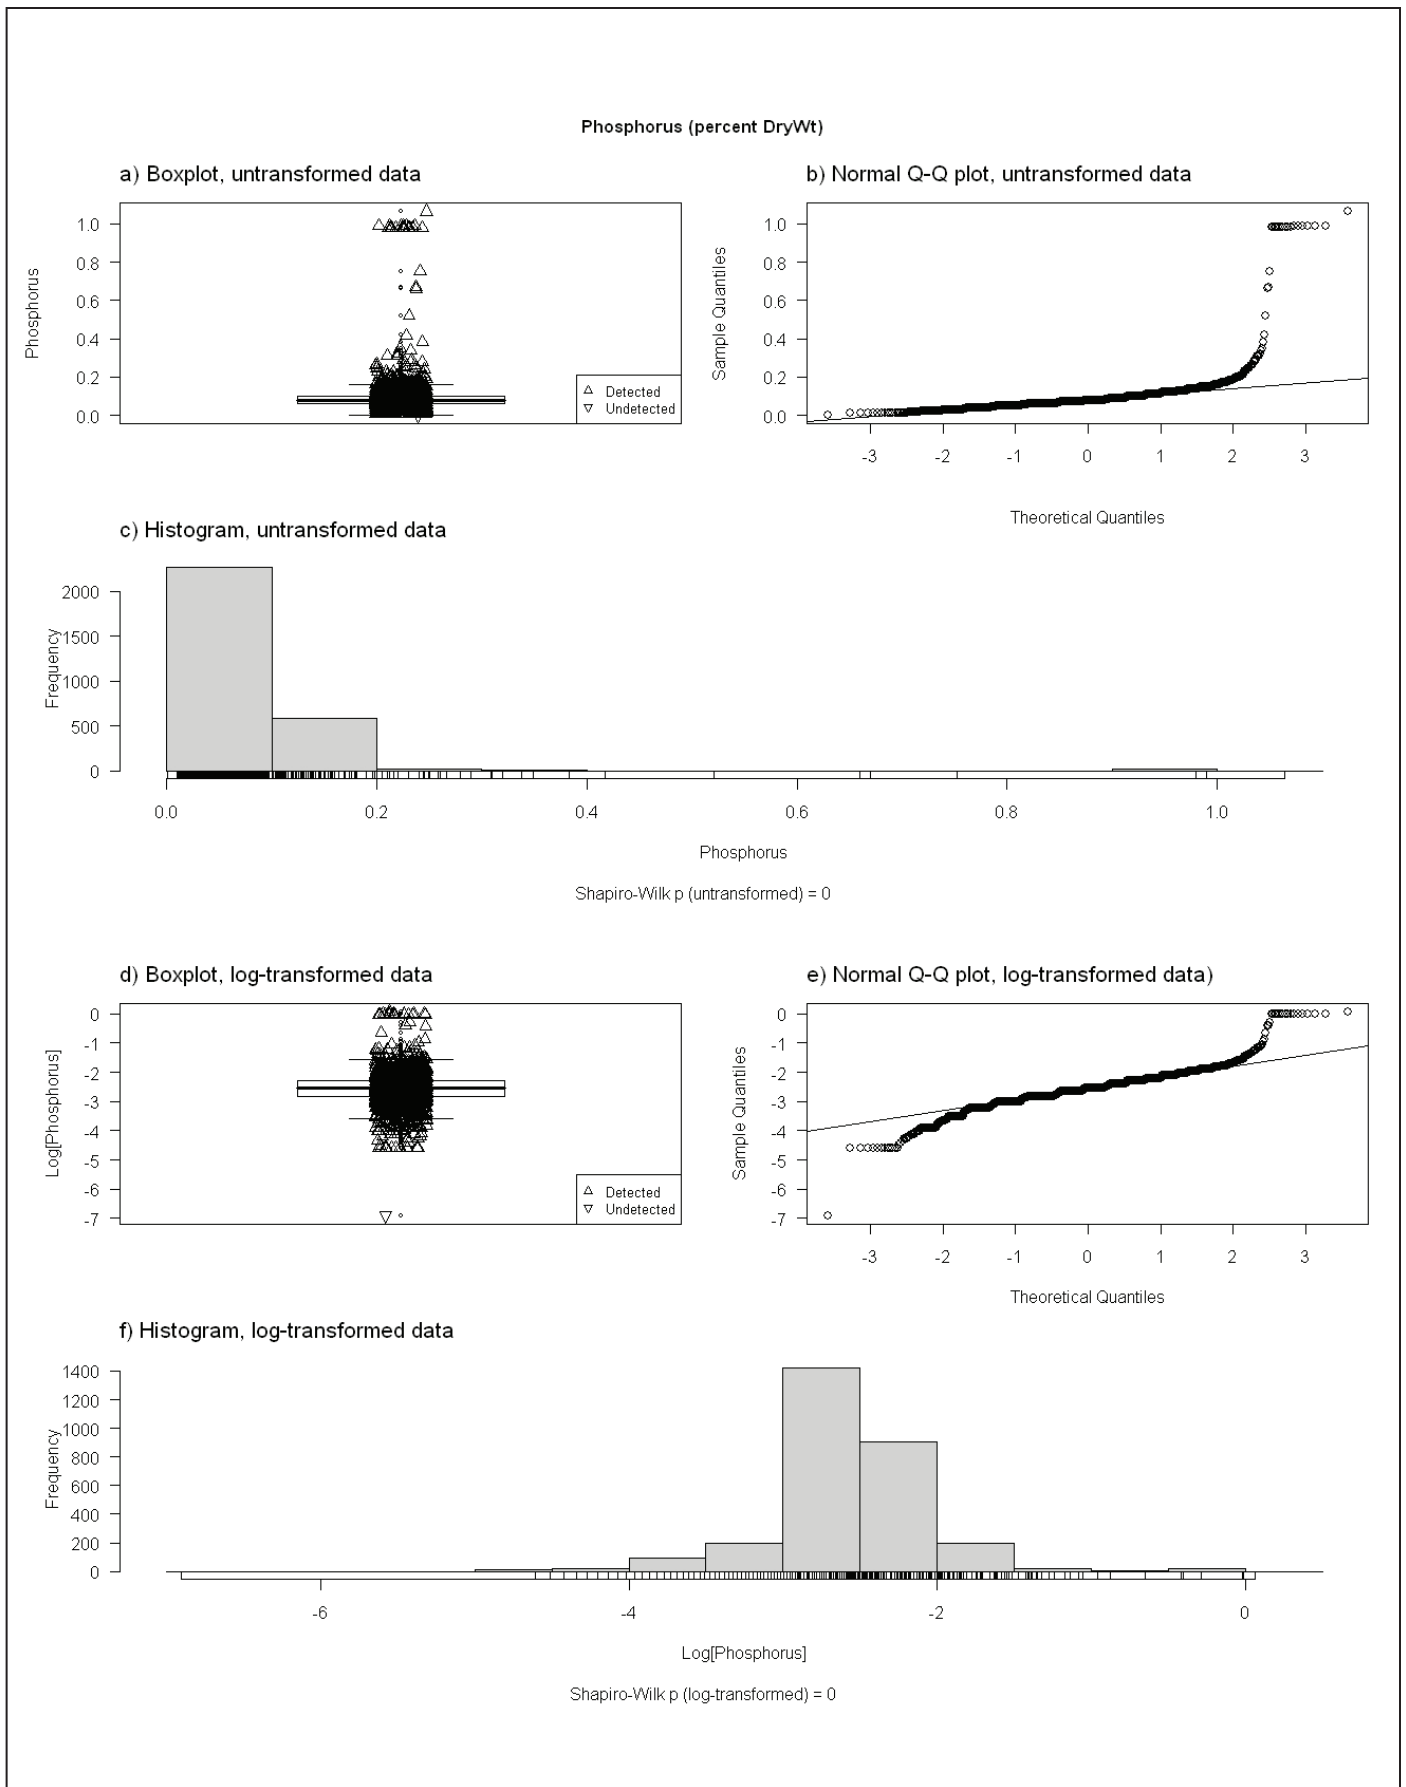 Phosphorus (percent DryWt)
a) Boxplot, untransformed data
Phosphorus
1.0
0.8
0.6
0.4
0.2
0.0
Detected
Undetected
b) Normal Q-Q plot, untransformed data
Sample Quantiles
1.0
0.8
0.6
0.4
0.2
0.0
-3 -2 -1 0 1 2 3
Theoretical Quantiles
c) Histogram, untransformed data
Frequency
2000
1500
1000
500
0
0.0 0.2 0.4 0.6 0.8 1.0
Phosphorus
Shapiro-Wilk p (untransformed) = 0
d) Boxplot, log-transformed data
Log[Phosphorus]
0
-1
-2
-3
-4
-5
-6
-7
Detected
Undetected
e) Normal Q-Q plot, log-transformed data)
Sample Quantiles
0
-1
-2
-3
-4
-5
-6
-7
-3 -2 -1 0 1 2 3
Theoretical Quantiles
f) Histogram, log-transformed data
Frequency
1400
1200
1000
800
600
400
200
0
-6 -4 -2 0
Log[Phosphorus]
Shapiro-Wilk p (log-transformed) = 0